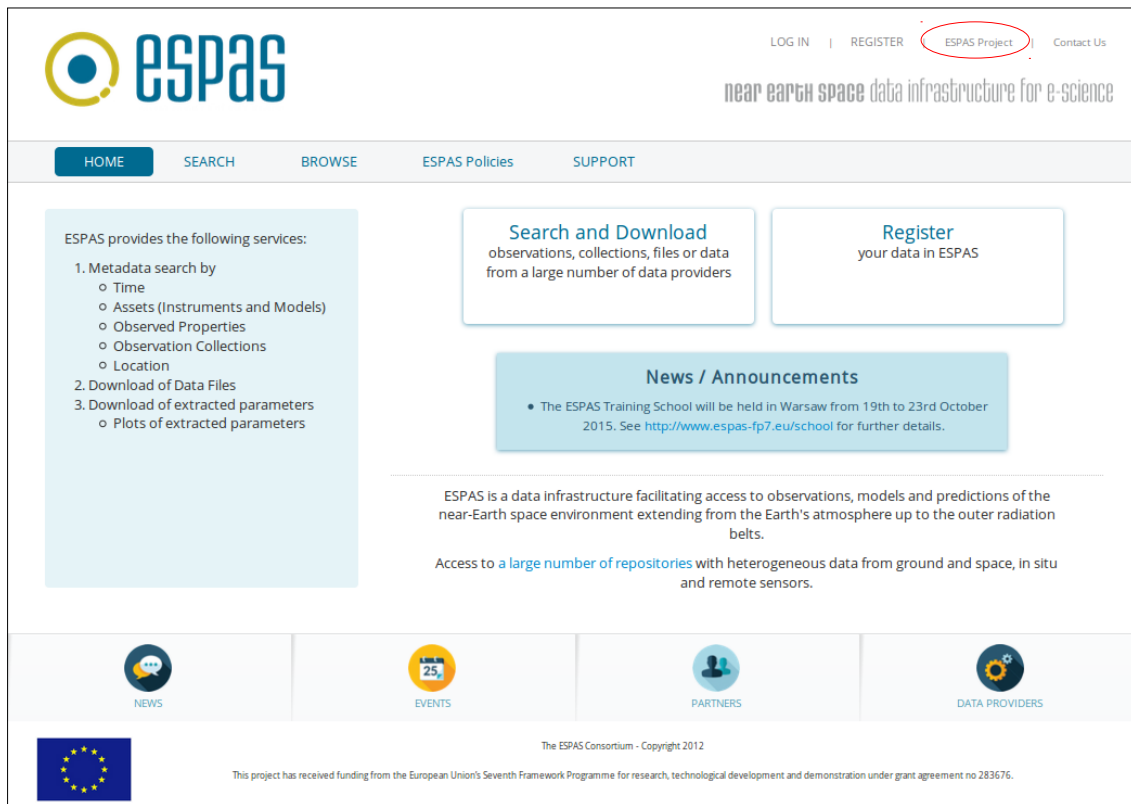 espas
LOG IN | REGISTER | ESPAS Project | Contact Us
near earth space data infrastructure for e-science
HOME SEARCH BROWSE ESPAS Policies SUPPORT
ESPAS provides the following services:
1. Metadata search by
Time
Assets (Instruments and Models)
Observed Properties
Observation Collections
Location
2. Download of Data Files
3. Download of extracted parameters
Plots of extracted parameters
Search and Download
observations, collections, files or data
from a large number of data providers
Register
your data in ESPAS
News / Announcements
• The ESPAS Training School will be held in Warsaw from 19th to 23rd October
2015. See http://www.espas-fp7.eu/school for further details.
ESPAS is a data infrastructure facilitating access to observations, models and predictions of the
near-Earth space environment extending from the Earth's atmosphere up to the outer radiation
belts.
Access to a large number of repositories with heterogeneous data from ground and space, in situ
and remote sensors.
25
NEWS EVENTS PARTNERS DATA PROVIDERS
The ESPAS Consortium - Copyright 2012
This project has received funding from the European Union's Seventh Framework Programme for research, technological development and demonstration under grant agreement no 283676.